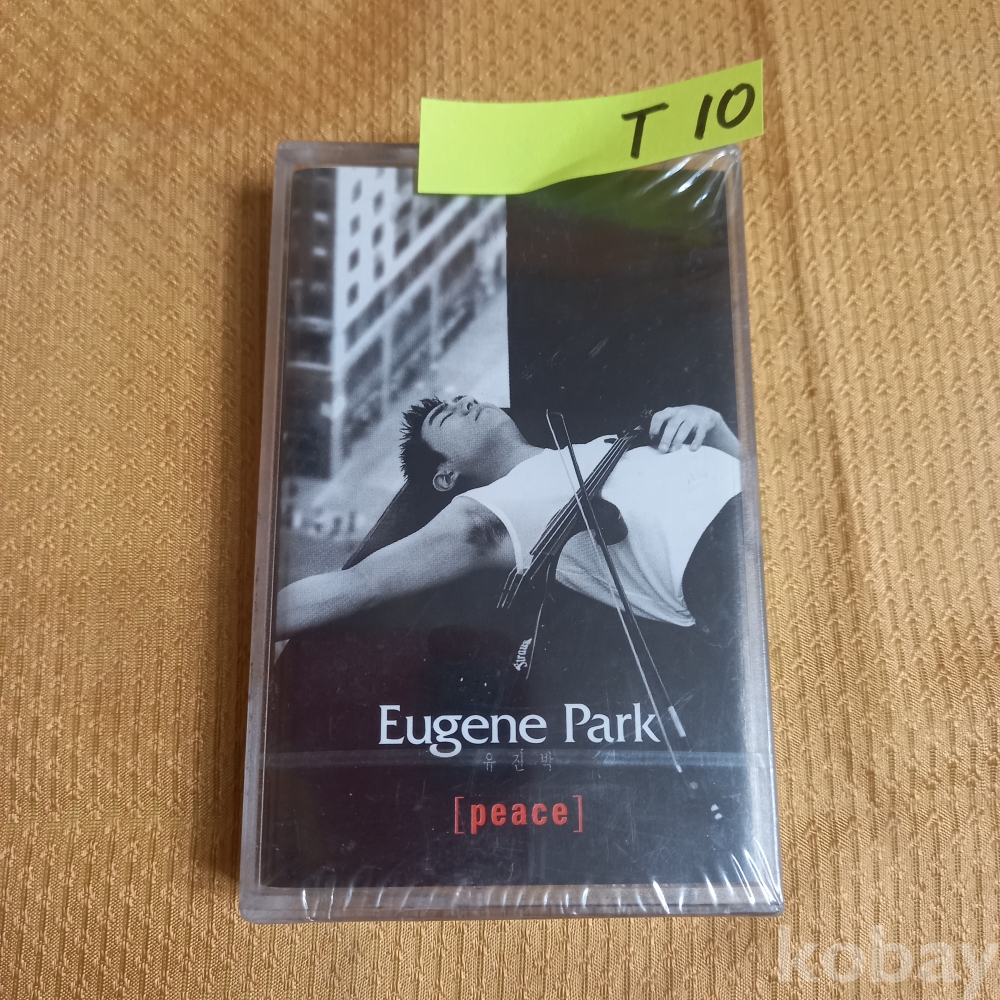 T 10
Eugene Park
유진박
[peace]
kobay